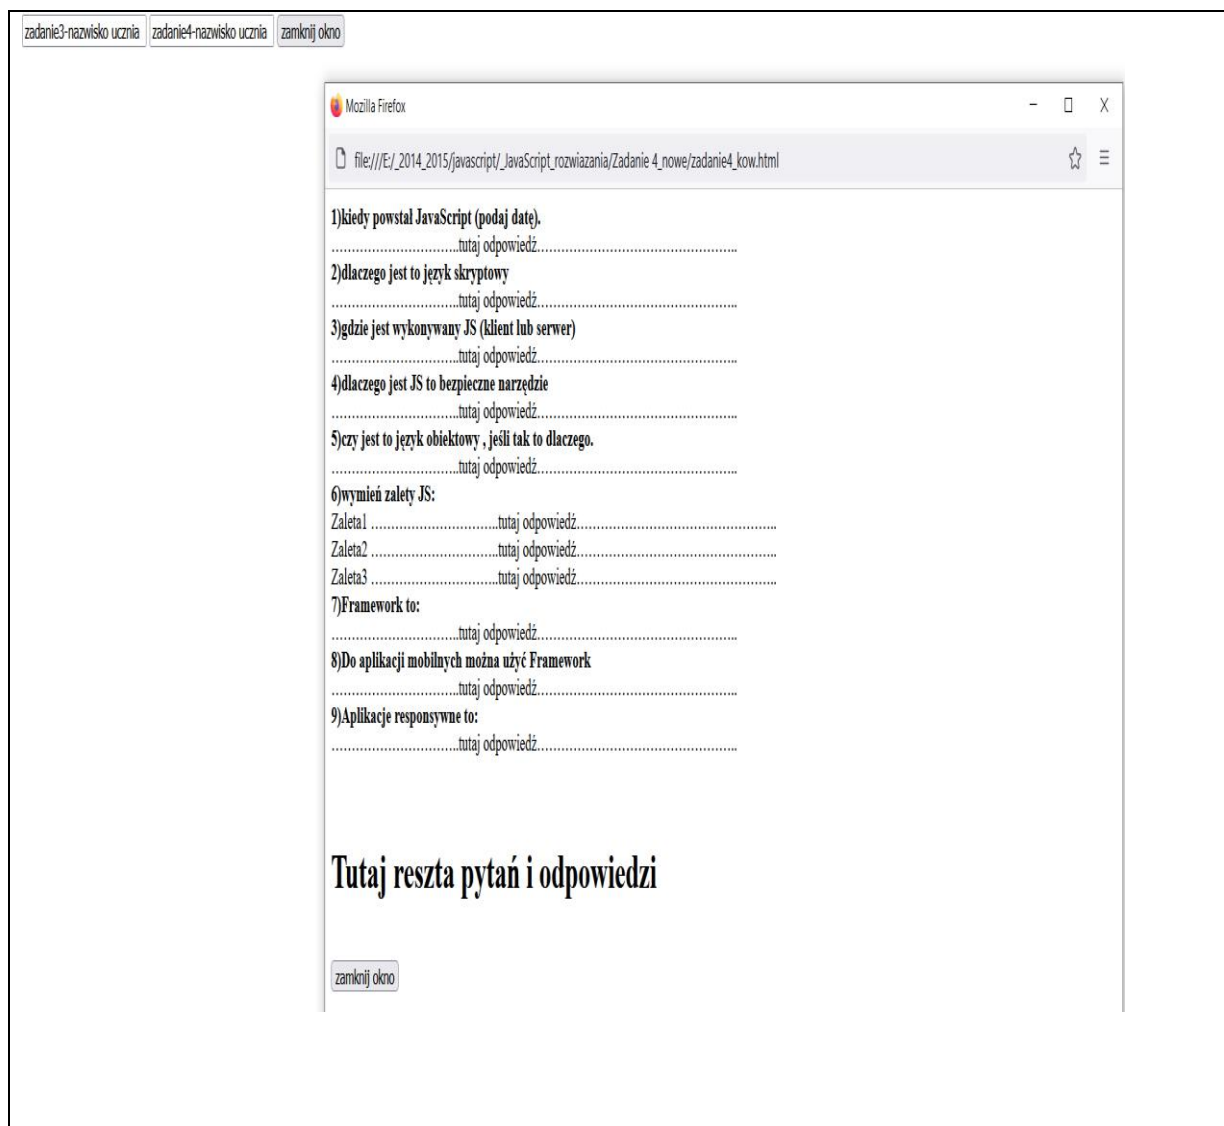 zadanie3-nazwisko ucznia zadanie4-nazwisko ucznia zamknij okno
Mozilla Firefox
file:///E:/_2014_2015/javascript/_JavaScript_rozwiazania/Zadanie 4_nowe/zadanie4_kow.html
1)kiedy powstał JavaScript (podaj datę).
…………………………..tutaj odpowiedź…………………………………………..
2)dlaczego jest to język skryptowy
…………………………..tutaj odpowiedź…………………………………………..
3)gdzie jest wykonywany JS (klient lub serwer)
…………………………..tutaj odpowiedź…………………………………………..
4)dlaczego jest JS to bezpieczne narzędzie
…………………………..tutaj odpowiedź…………………………………………..
5)czy jest to język obiektowy , jeśli tak to dlaczego.
…………………………..tutaj odpowiedź…………………………………………..
6)wymień zalety JS:
Zaleta1 …………………………..tutaj odpowiedź…………………………………………..
Zaleta2 …………………………..tutaj odpowiedź…………………………………………..
Zaleta3 …………………………..tutaj odpowiedź…………………………………………..
7)Framework to:
…………………………..tutaj odpowiedź…………………………………………..
8)Do aplikacji mobilnych można użyć Framework
…………………………..tutaj odpowiedź…………………………………………..
9)Aplikacje responsywne to:
…………………………..tutaj odpowiedź…………………………………………..
Tutaj reszta pytań i odpowiedzi
zamknij okno